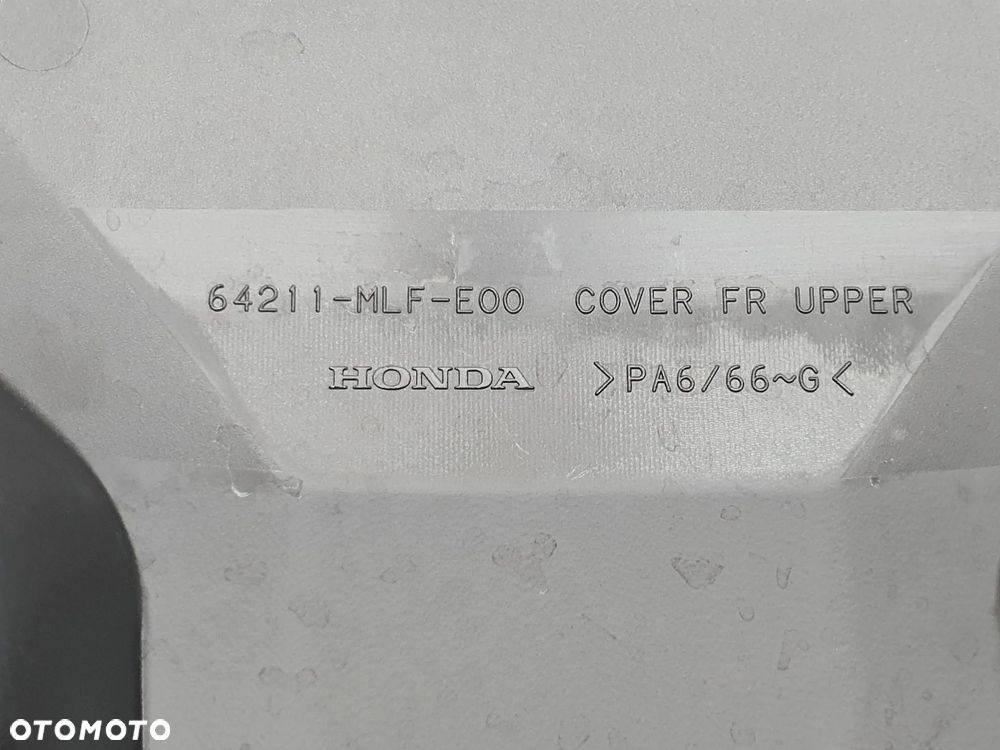 64211-MLF-E00 COVER FR UPPER
HONDA >PA6/66~G<
OTOMOTO